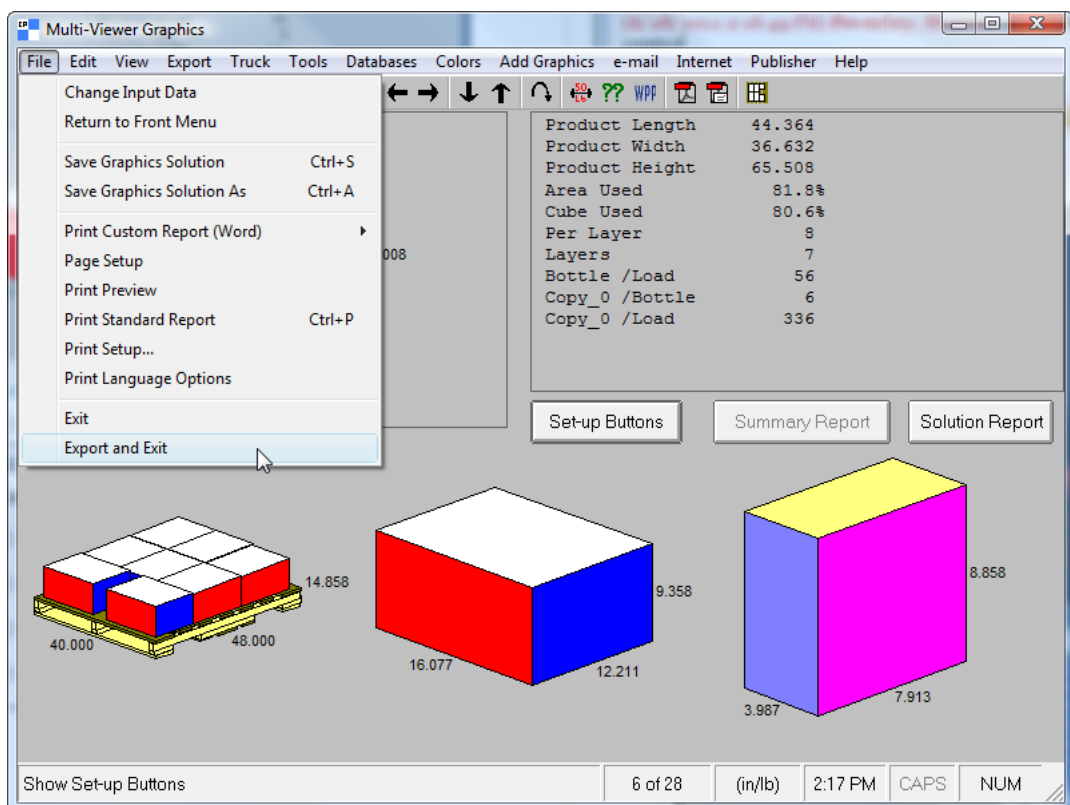 CP
Multi-Viewer Graphics
File Edit View Export Truck Tools Databases Colors Add Graphics e-mail Internet Publisher Help
50 LB ?? WPP
Change Input Data
Return to Front Menu
Save Graphics Solution Ctrl+S
Save Graphics Solution As Ctrl+A
Print Custom Report (Word)
Page Setup
Print Preview
Print Standard Report Ctrl+P
Print Setup...
Print Language Options
Exit
Export and Exit
008
Product Length 44.364
Product Width 36.632
Product Height 65.508
Area Used 81.8%
Cube Used 80.6%
Per Layer 8
Layers 7
Bottle /Load 56
Copy_0 /Bottle 6
Copy_0 /Load 336
Set-up Buttons Summary Report Solution Report
14.858
40.000
48.000
9.358
16.077
12.211
8.858
3.987
7.913
Show Set-up Buttons 6 of 28 (in/lb) 2:17 PM CAPS NUM